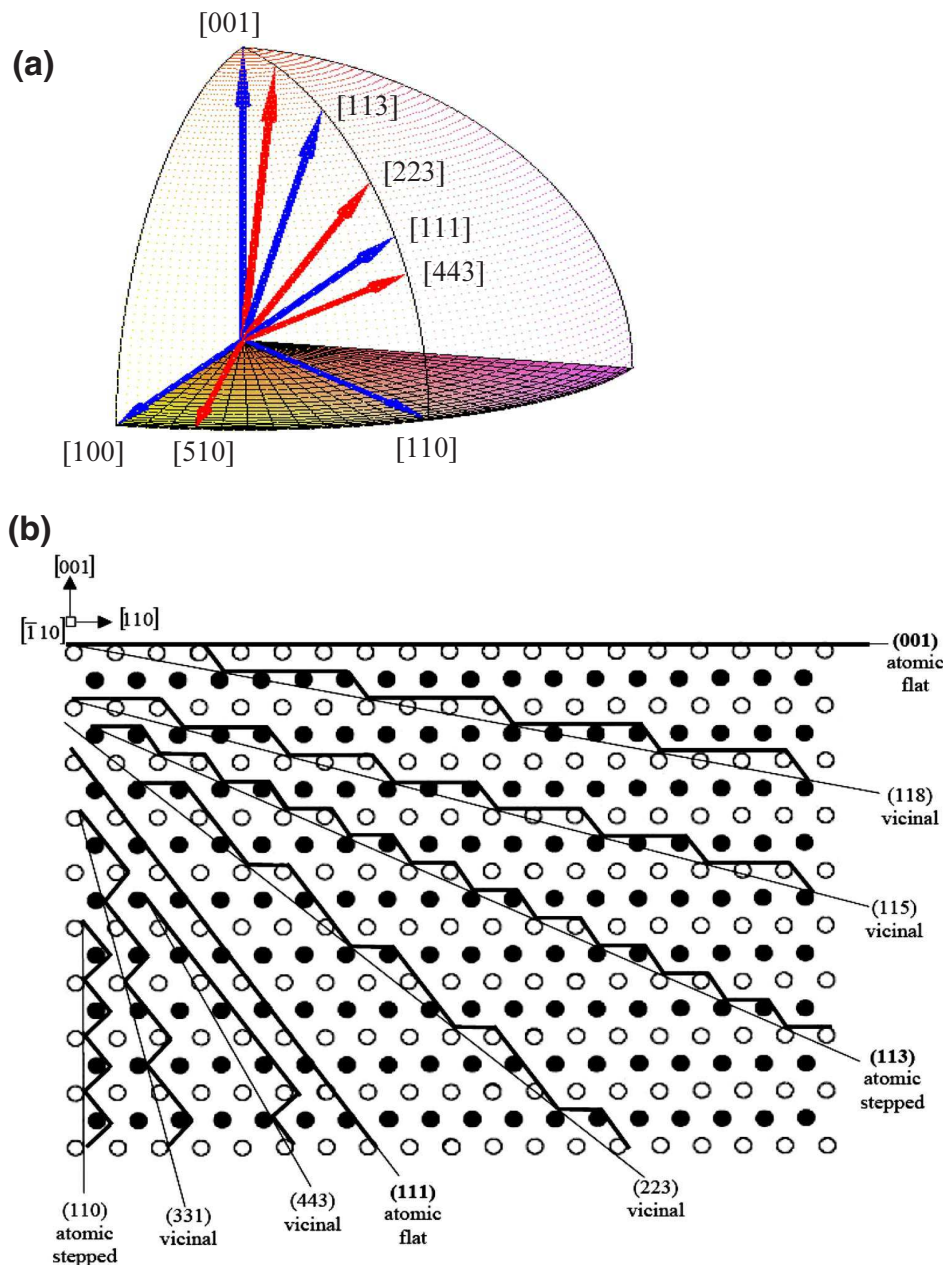 (a)
[001]
[113]
[223]
[111]
[443]
[100]
[510]
[110]
(b)
[001]
[1̅ 10]
[110]
(001)
atomic
flat
(118)
vicinal
(115)
vicinal
(113)
atomic
stepped
(223)
vicinal
(111)
atomic
flat
(443)
vicinal
(331)
vicinal
(110)
atomic
stepped